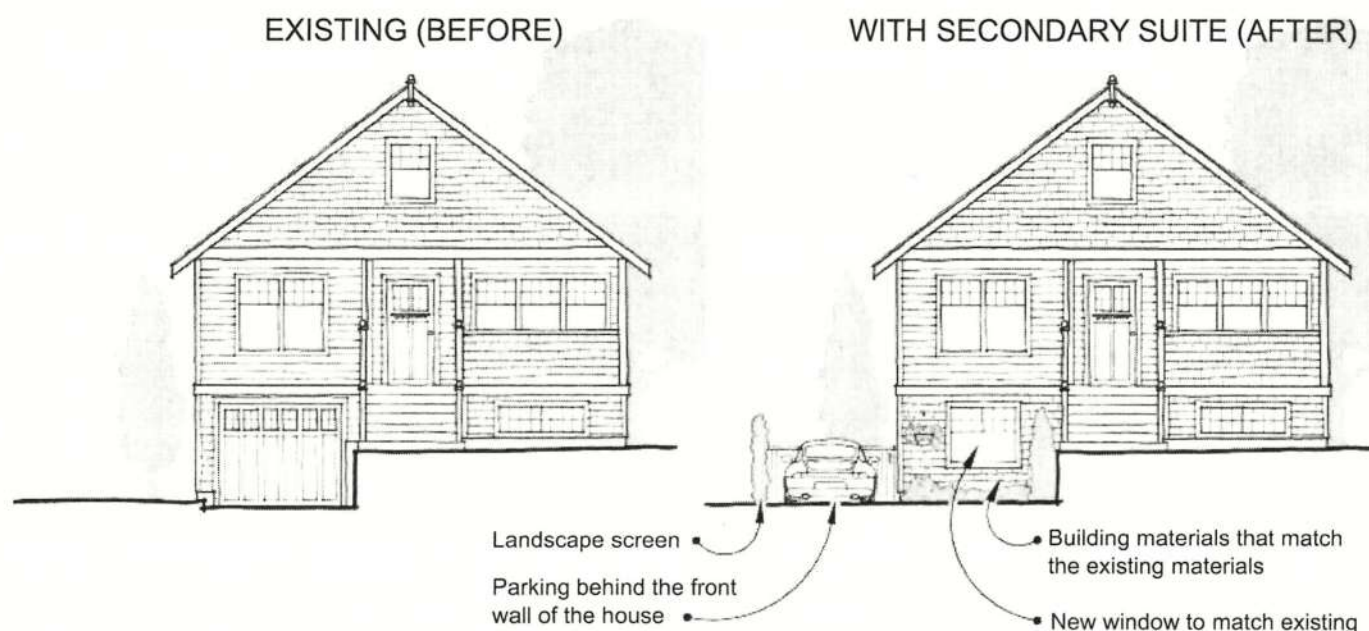 EXISTING (BEFORE)
WITH SECONDARY SUITE (AFTER)
Landscape screen
Parking behind the front
wall of the house
Building materials that match
the existing materials
New window to match existing